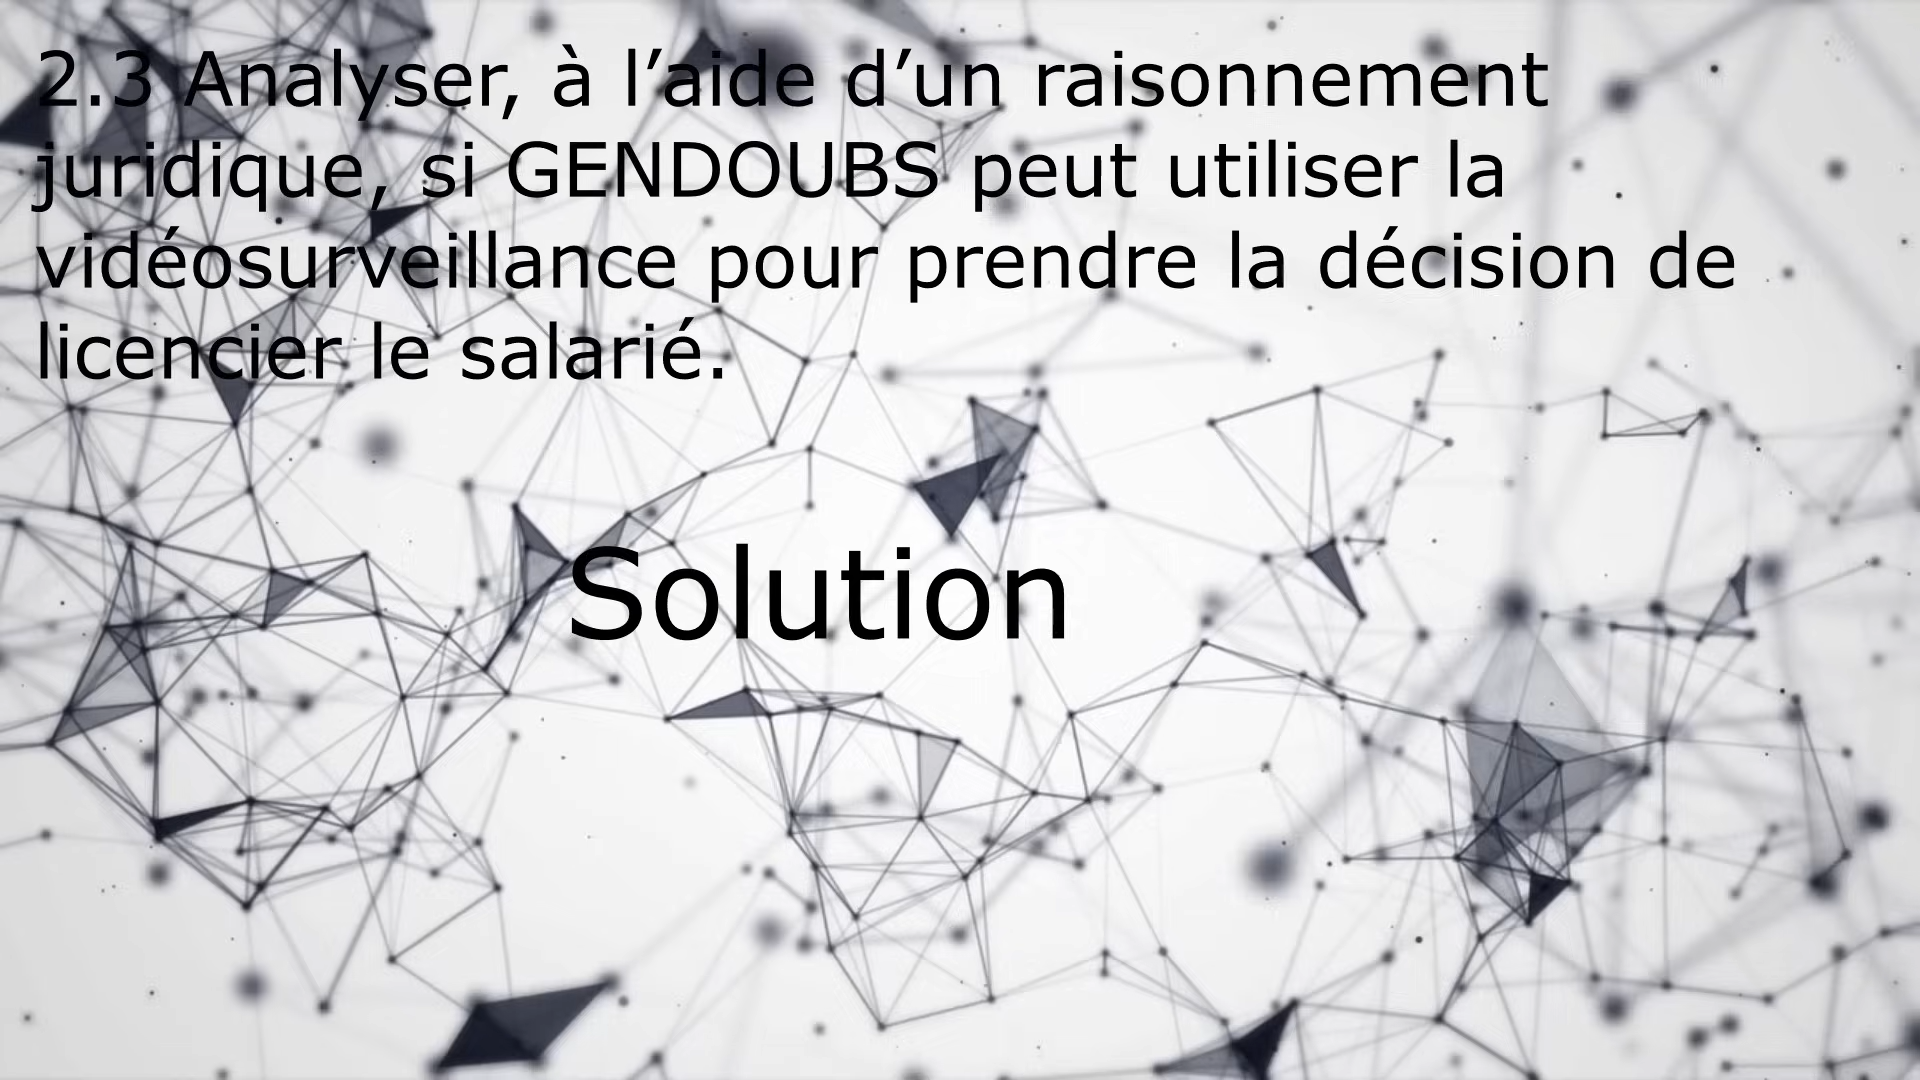 2.3 Analyser, à l’aide d’un raisonnement
juridique, si GENDOUBS peut utiliser la
vidéosurveillance pour prendre la décision de
licencier le salarié.
Solution